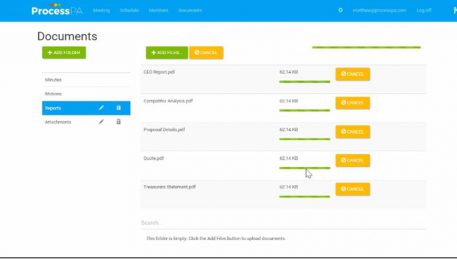 ProcessPA Meeting Schedule Members Documents matthew@processpa.com Log off
Documents
+ ADD FOLDER + ADD FILES... CANCEL
Minutes
Motions
Reports
Attachments
CEO Report.pdf 62.14 KB CANCEL
Competitor Analysis.pdf 62.14 KB CANCEL
Proposal Details.pdf 62.14 KB CANCEL
Quote.pdf 62.14 KB CANCEL
Treasurers Statement.pdf 62.14 KB CANCEL
Search...
This folder is Empty. Click the Add Files button to upload documents.